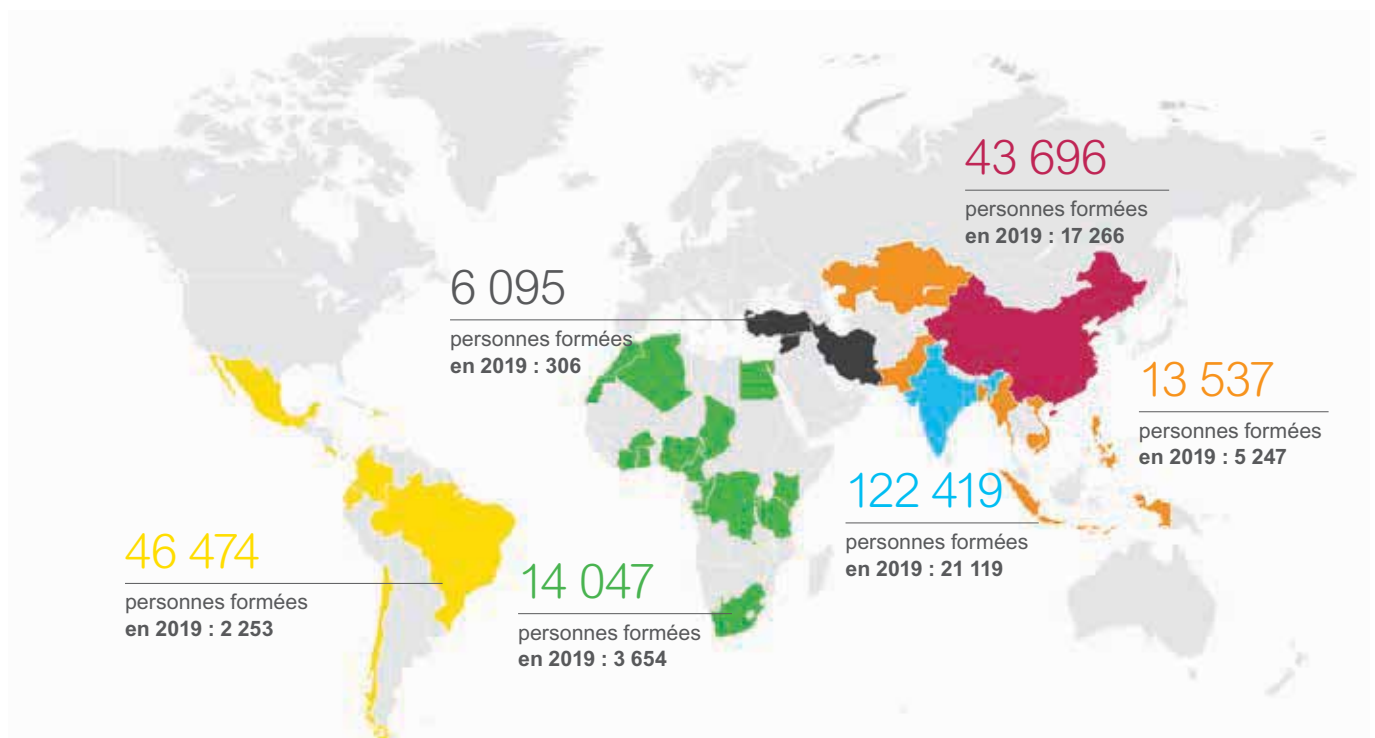 43 696
personnes formées
en 2019 : 17 266
6 095
personnes formées
en 2019 : 306
13 537
personnes formées
en 2019 : 5 247
122 419
personnes formées
en 2019 : 21 119
46 474
personnes formées
en 2019 : 2 253
14 047
personnes formées
en 2019 : 3 654